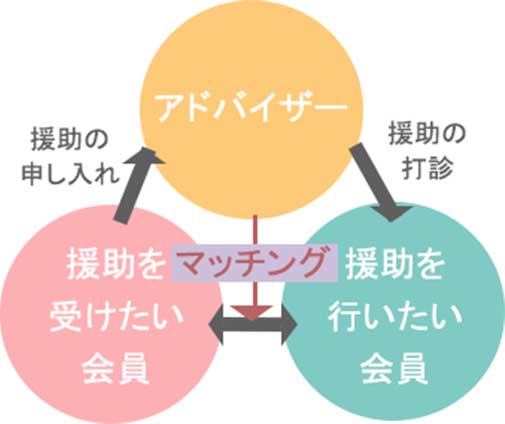 アドバイザー
援助の
申し入れ
援助の
打診
マッチング
援助を
受けたい
会員
援助を
行いたい
会員